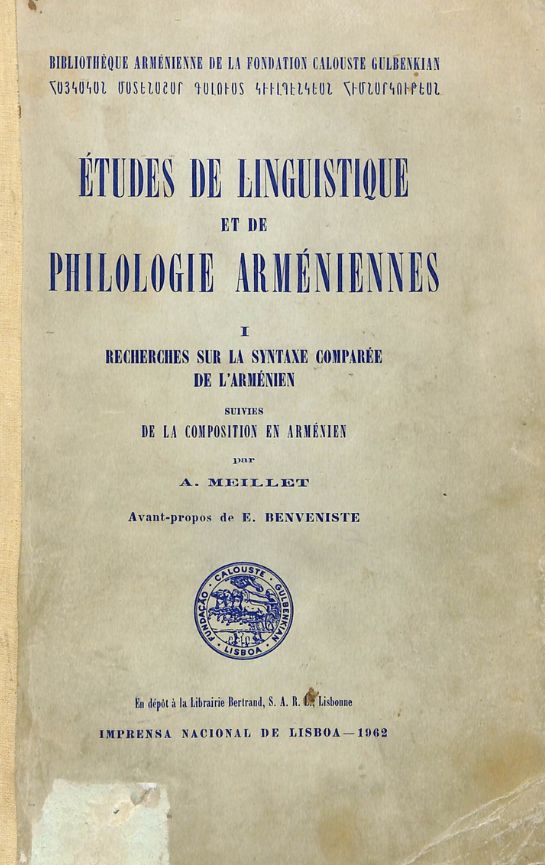 BIBLIOTHÈQUE ARMÉNIENNE DE LA FONDATION CALOUSTE GULBENKIAN
ՀԱՅԿԱԿԱՆ ՄԱՏԵՆԱՇԱՐ ԳԱԼՈՒՍՏ ԿԻՒԼՊԷՆԿԵԱՆ ՀԻՄՆԱՐԿՈՒԹԵԱՆ
ÉTUDES DE LINGUISTIQUE
ET DE
PHILOLOGIE ARMÉNIENNES
I
RECHERCHES SUR LA SYNTAXE COMPARÉE
DE L'ARMÉNIEN
SUIVIES
DE LA COMPOSITION EN ARMÉNIEN
par
A. MEILLET
Avant-propos de E. BENVENISTE
FUNDAÇÃO · CALOUSTE · GULBENKIAN · LISBOA ·
En dépôt à la Librairie Bertrand, S. A. R. L., Lisbonne
IMPRENSA NACIONAL DE LISBOA — 1962